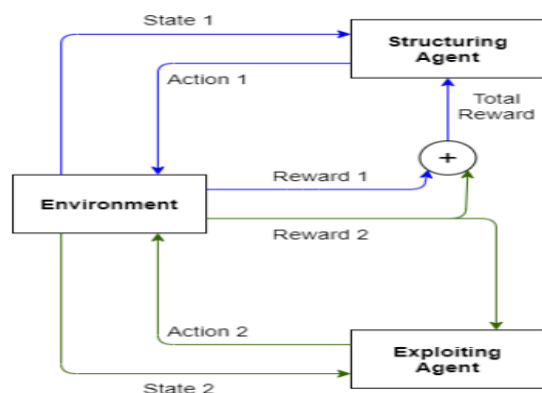 State 1
Structuring
Agent
Action 1
Total
Reward
+
Reward 1
Environment
Reward 2
Action 2
Exploiting
Agent
State 2